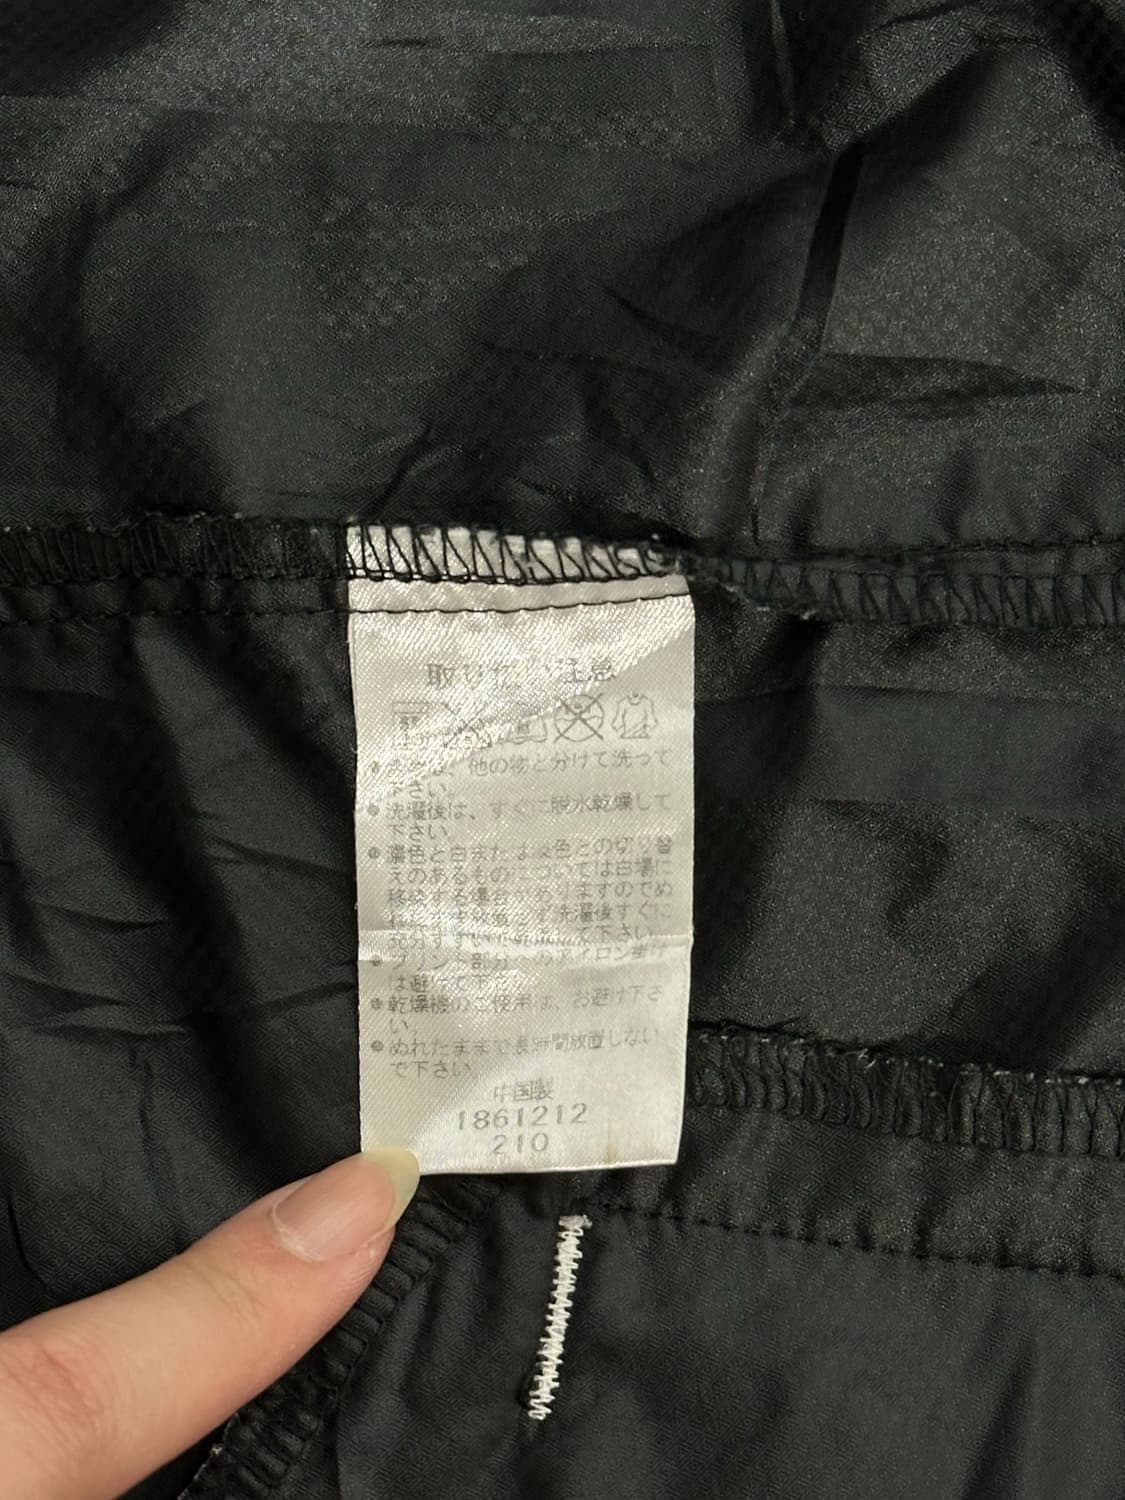 取り扱い注意
他の物と分けて洗って
下さい。
洗濯後は、すぐに脱水乾燥して
下さい。
濃色と白または淡色との切り替
えのあるものについては白場に
移染する場合がありますのでぬ
洗濯後すぐに
下さい。
プリント部分へのアイロン掛け
は避けて下さい
乾燥機のご使用は、お避け下さ
い。
ぬれたままで長時間放置しない
で下さい
中国製
1861212
210